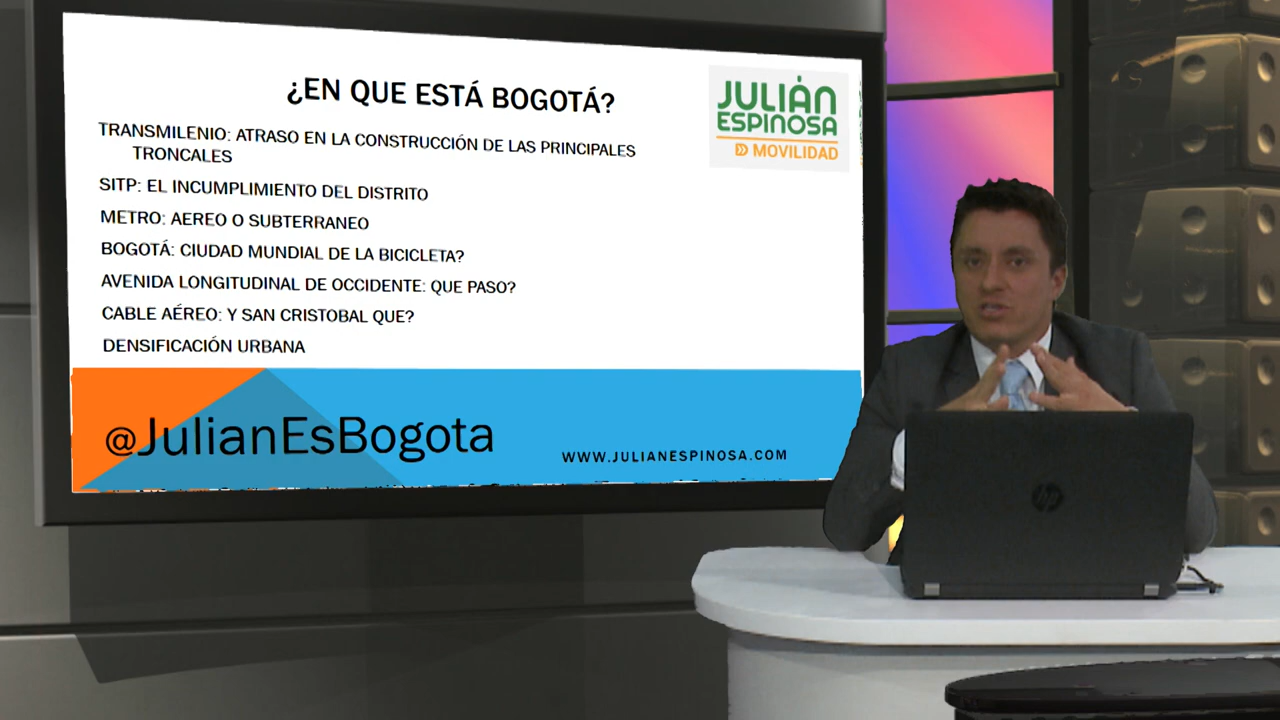 ¿EN QUE ESTÁ BOGOTÁ?
JULIÁN
ESPINOSA
MOVILIDAD
TRANSMILENIO: ATRASO EN LA CONSTRUCCIÓN DE LAS PRINCIPALES
TRONCALES
SITP: EL INCUMPLIMIENTO DEL DISTRITO
METRO: AEREO O SUBTERRANEO
BOGOTÁ: CIUDAD MUNDIAL DE LA BICICLETA?
AVENIDA LONGITUDINAL DE OCCIDENTE: QUE PASO?
CABLE AÉREO: Y SAN CRISTOBAL QUE?
DENSIFICACIÓN URBANA
@JulianEsBogota
WWW.JULIANESPINOSA.COM
hp